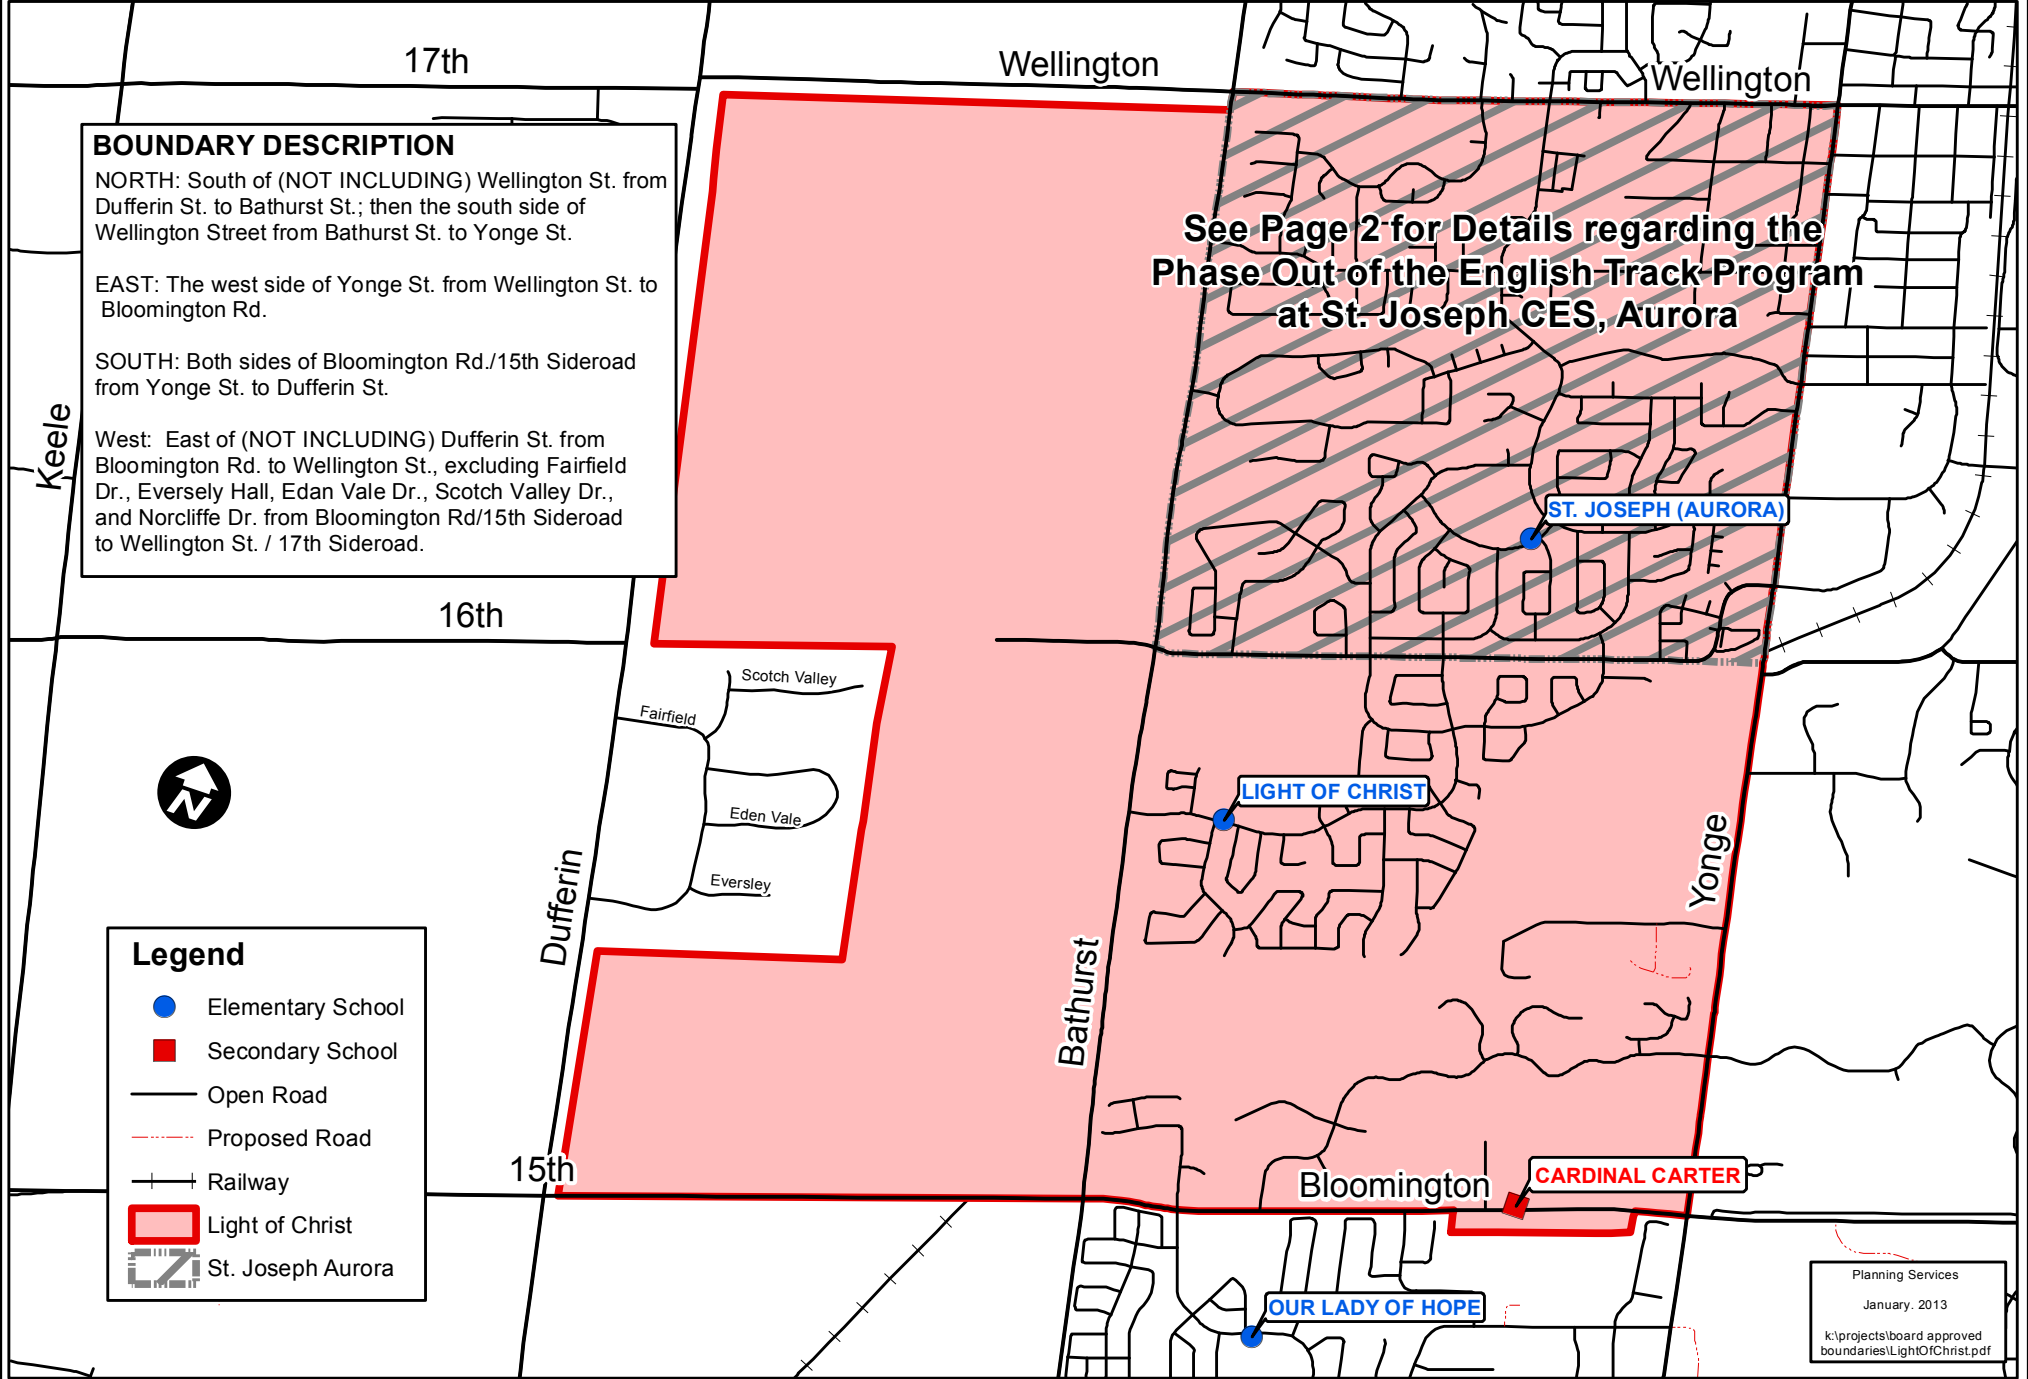 17th
Wellington
Wellington
BOUNDARY DESCRIPTION
NORTH: South of (NOT INCLUDING) Wellington St. from
Dufferin St. to Bathurst St.; then the south side of
Wellington Street from Bathurst St. to Yonge St.
EAST: The west side of Yonge St. from Wellington St. to
Bloomington Rd.
SOUTH: Both sides of Bloomington Rd./15th Sideroad
from Yonge St. to Dufferin St.
West: East of (NOT INCLUDING) Dufferin St. from
Bloomington Rd. to Wellington St., excluding Fairfield
Dr., Eversely Hall, Edan Vale Dr., Scotch Valley Dr.,
and Norcliffe Dr. from Bloomington Rd/15th Sideroad
to Wellington St. / 17th Sideroad.
See Page 2 for Details regarding the
Phase Out of the English Track Program
at St. Joseph CES, Aurora
Keele
ST. JOSEPH (AURORA)
16th
Scotch Valley
Fairfield
Eden Vale
Eversley
LIGHT OF CHRIST
N
Dufferin
Yonge
Bathurst
Legend
Elementary School
Secondary School
Open Road
Proposed Road
Railway
Light of Christ
St. Joseph Aurora
15th
Bloomington
CARDINAL CARTER
OUR LADY OF HOPE
Planning Services
January. 2013
k:\projects\board approved
boundaries\LightOfChrist.pdf